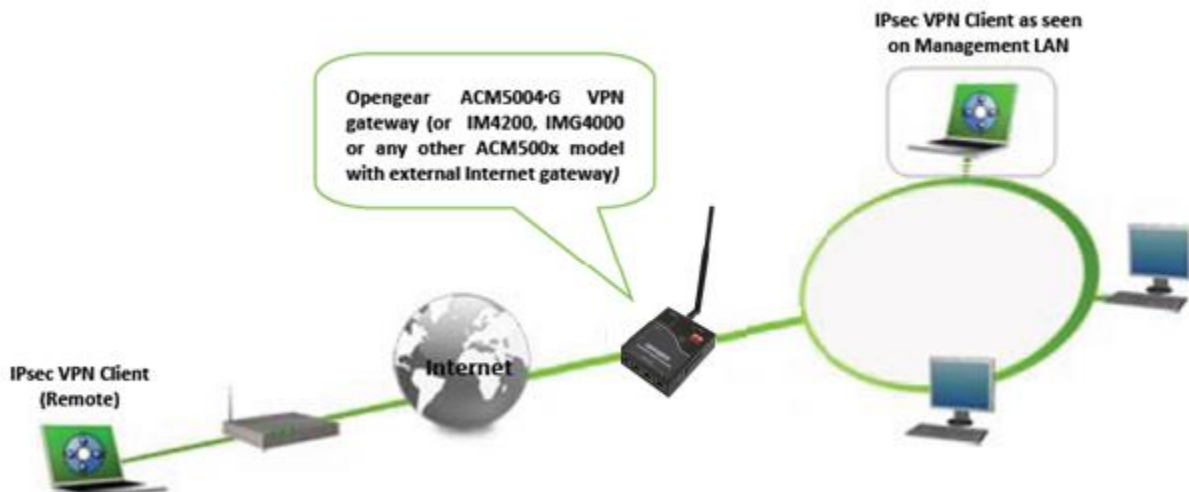 IPsec VPN Client as seen
on Management LAN
Opengear ACM5004-G VPN
gateway (or IM4200, IMG4000
or any other ACM500x model
with external Internet gateway)
Internet
IPsec VPN Client
(Remote)